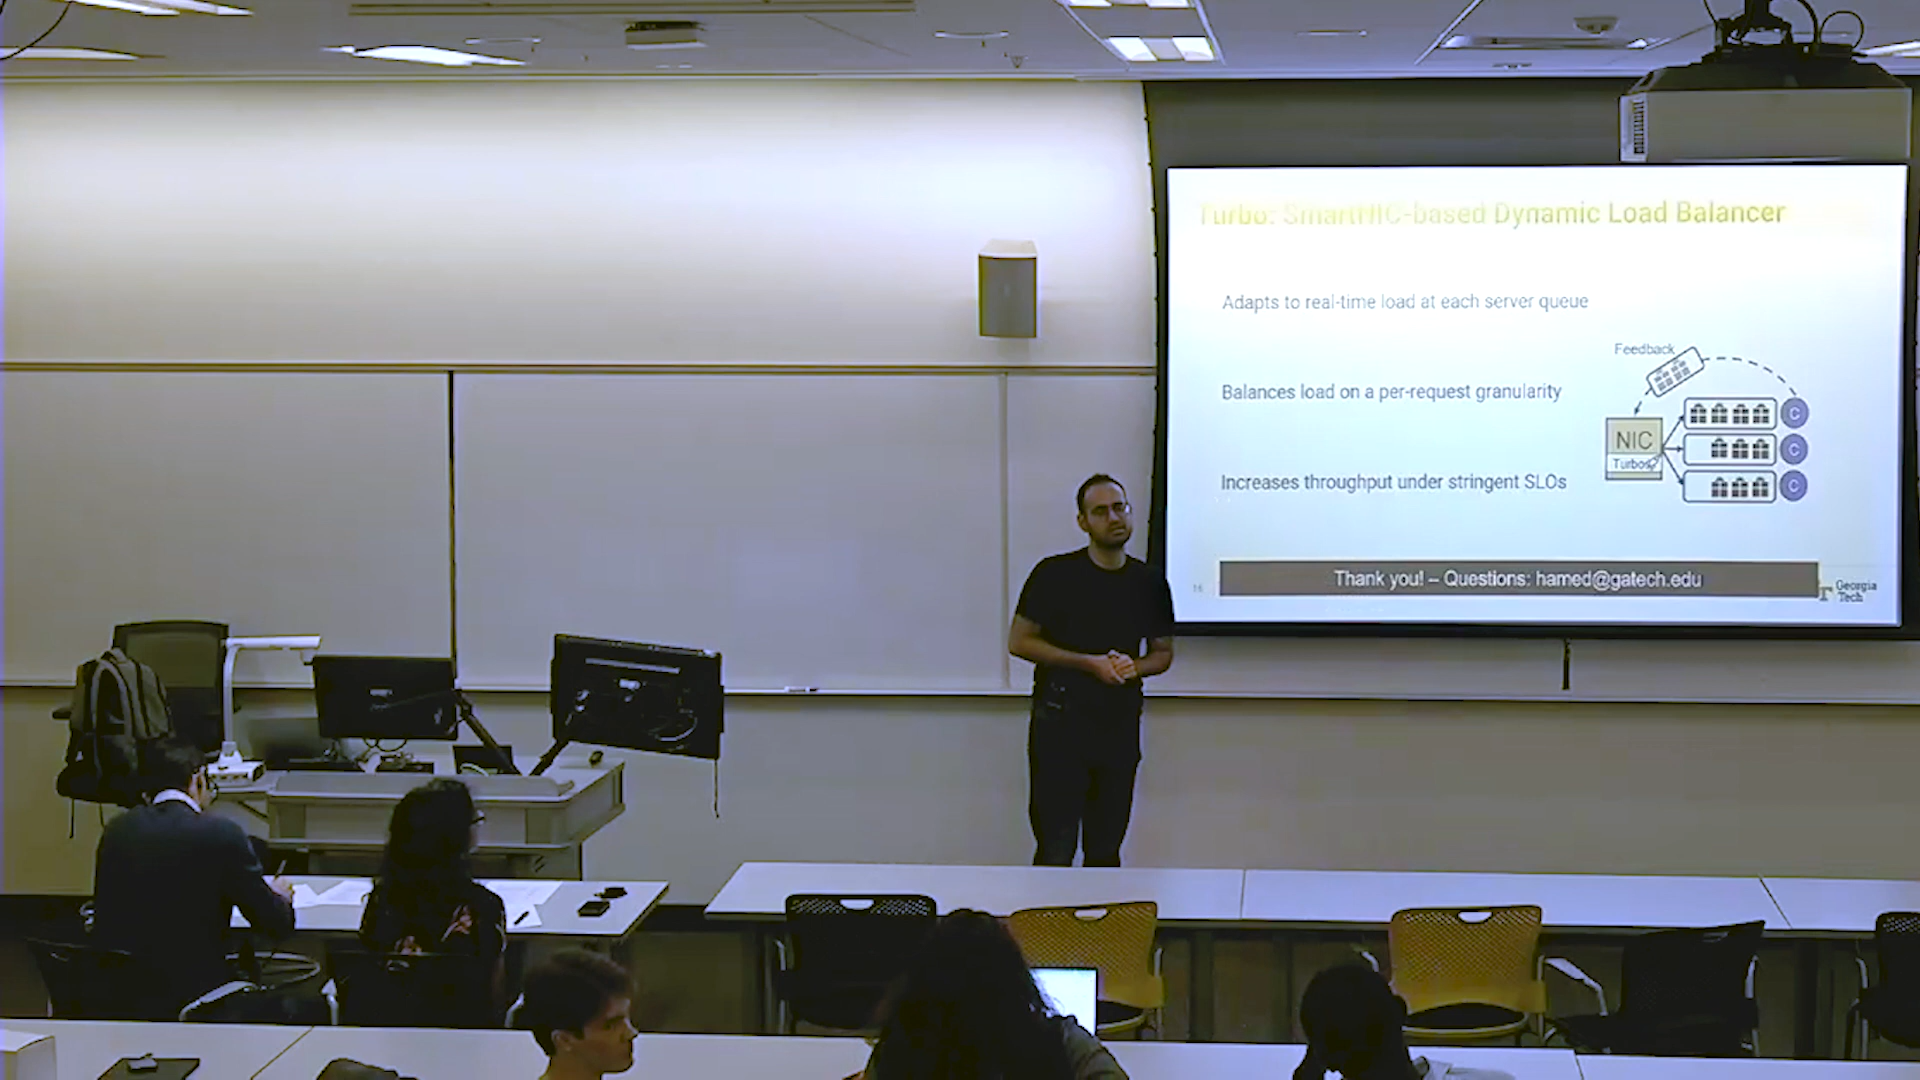 Turbo: SmartNIC-based Dynamic Load Balancer
Adapts to real-time load at each server queue
Feedback
Balances load on a per-request granularity
NIC
Turbo
C
C
C
Increases throughput under stringent SLOs
Thank you! – Questions: hamed@gatech.edu
16
Georgia
Tech